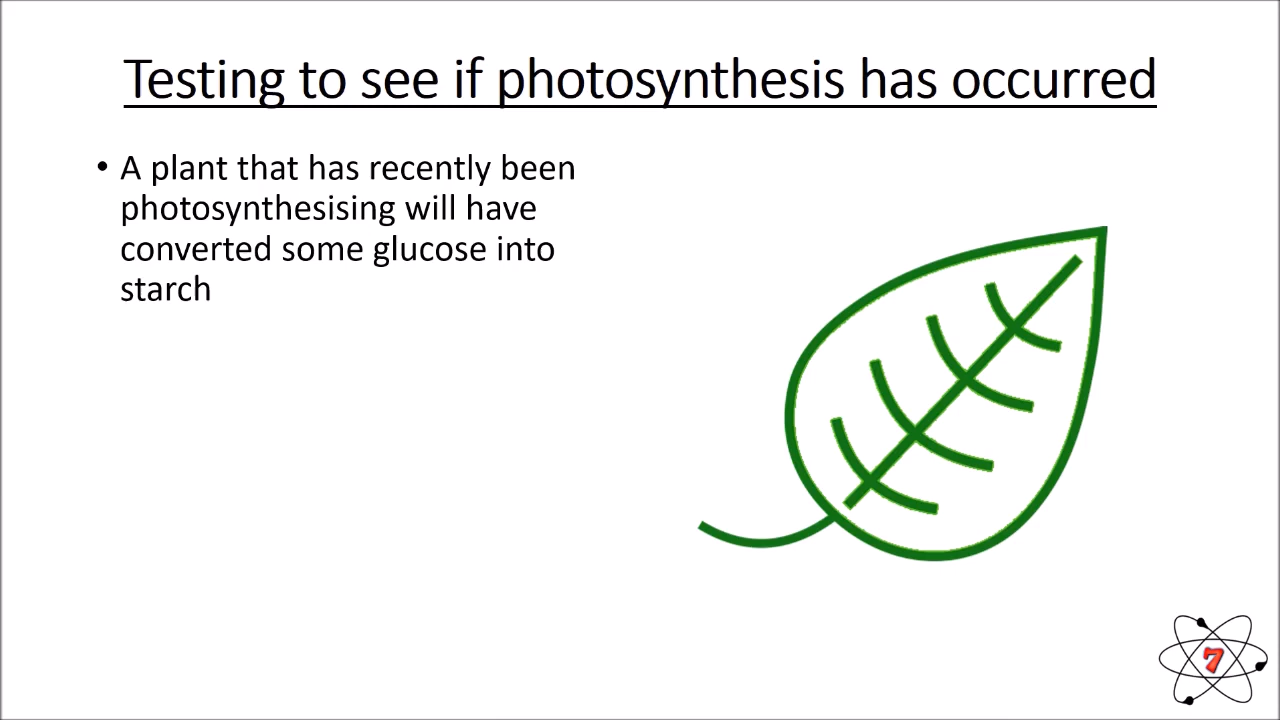 Testing to see if photosynthesis has occurred
• A plant that has recently been
photosynthesising will have
converted some glucose into
starch
7